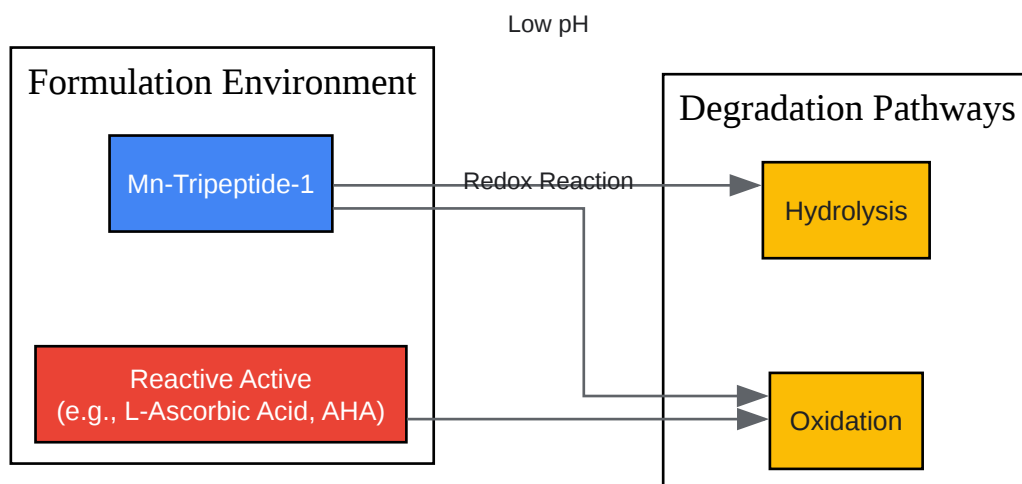 Low pH
Formulation Environment
Degradation Pathways
Mn-Tripeptide-1
Redox Reaction
Hydrolysis
Reactive Active
(e.g., L-Ascorbic Acid, AHA)
Oxidation